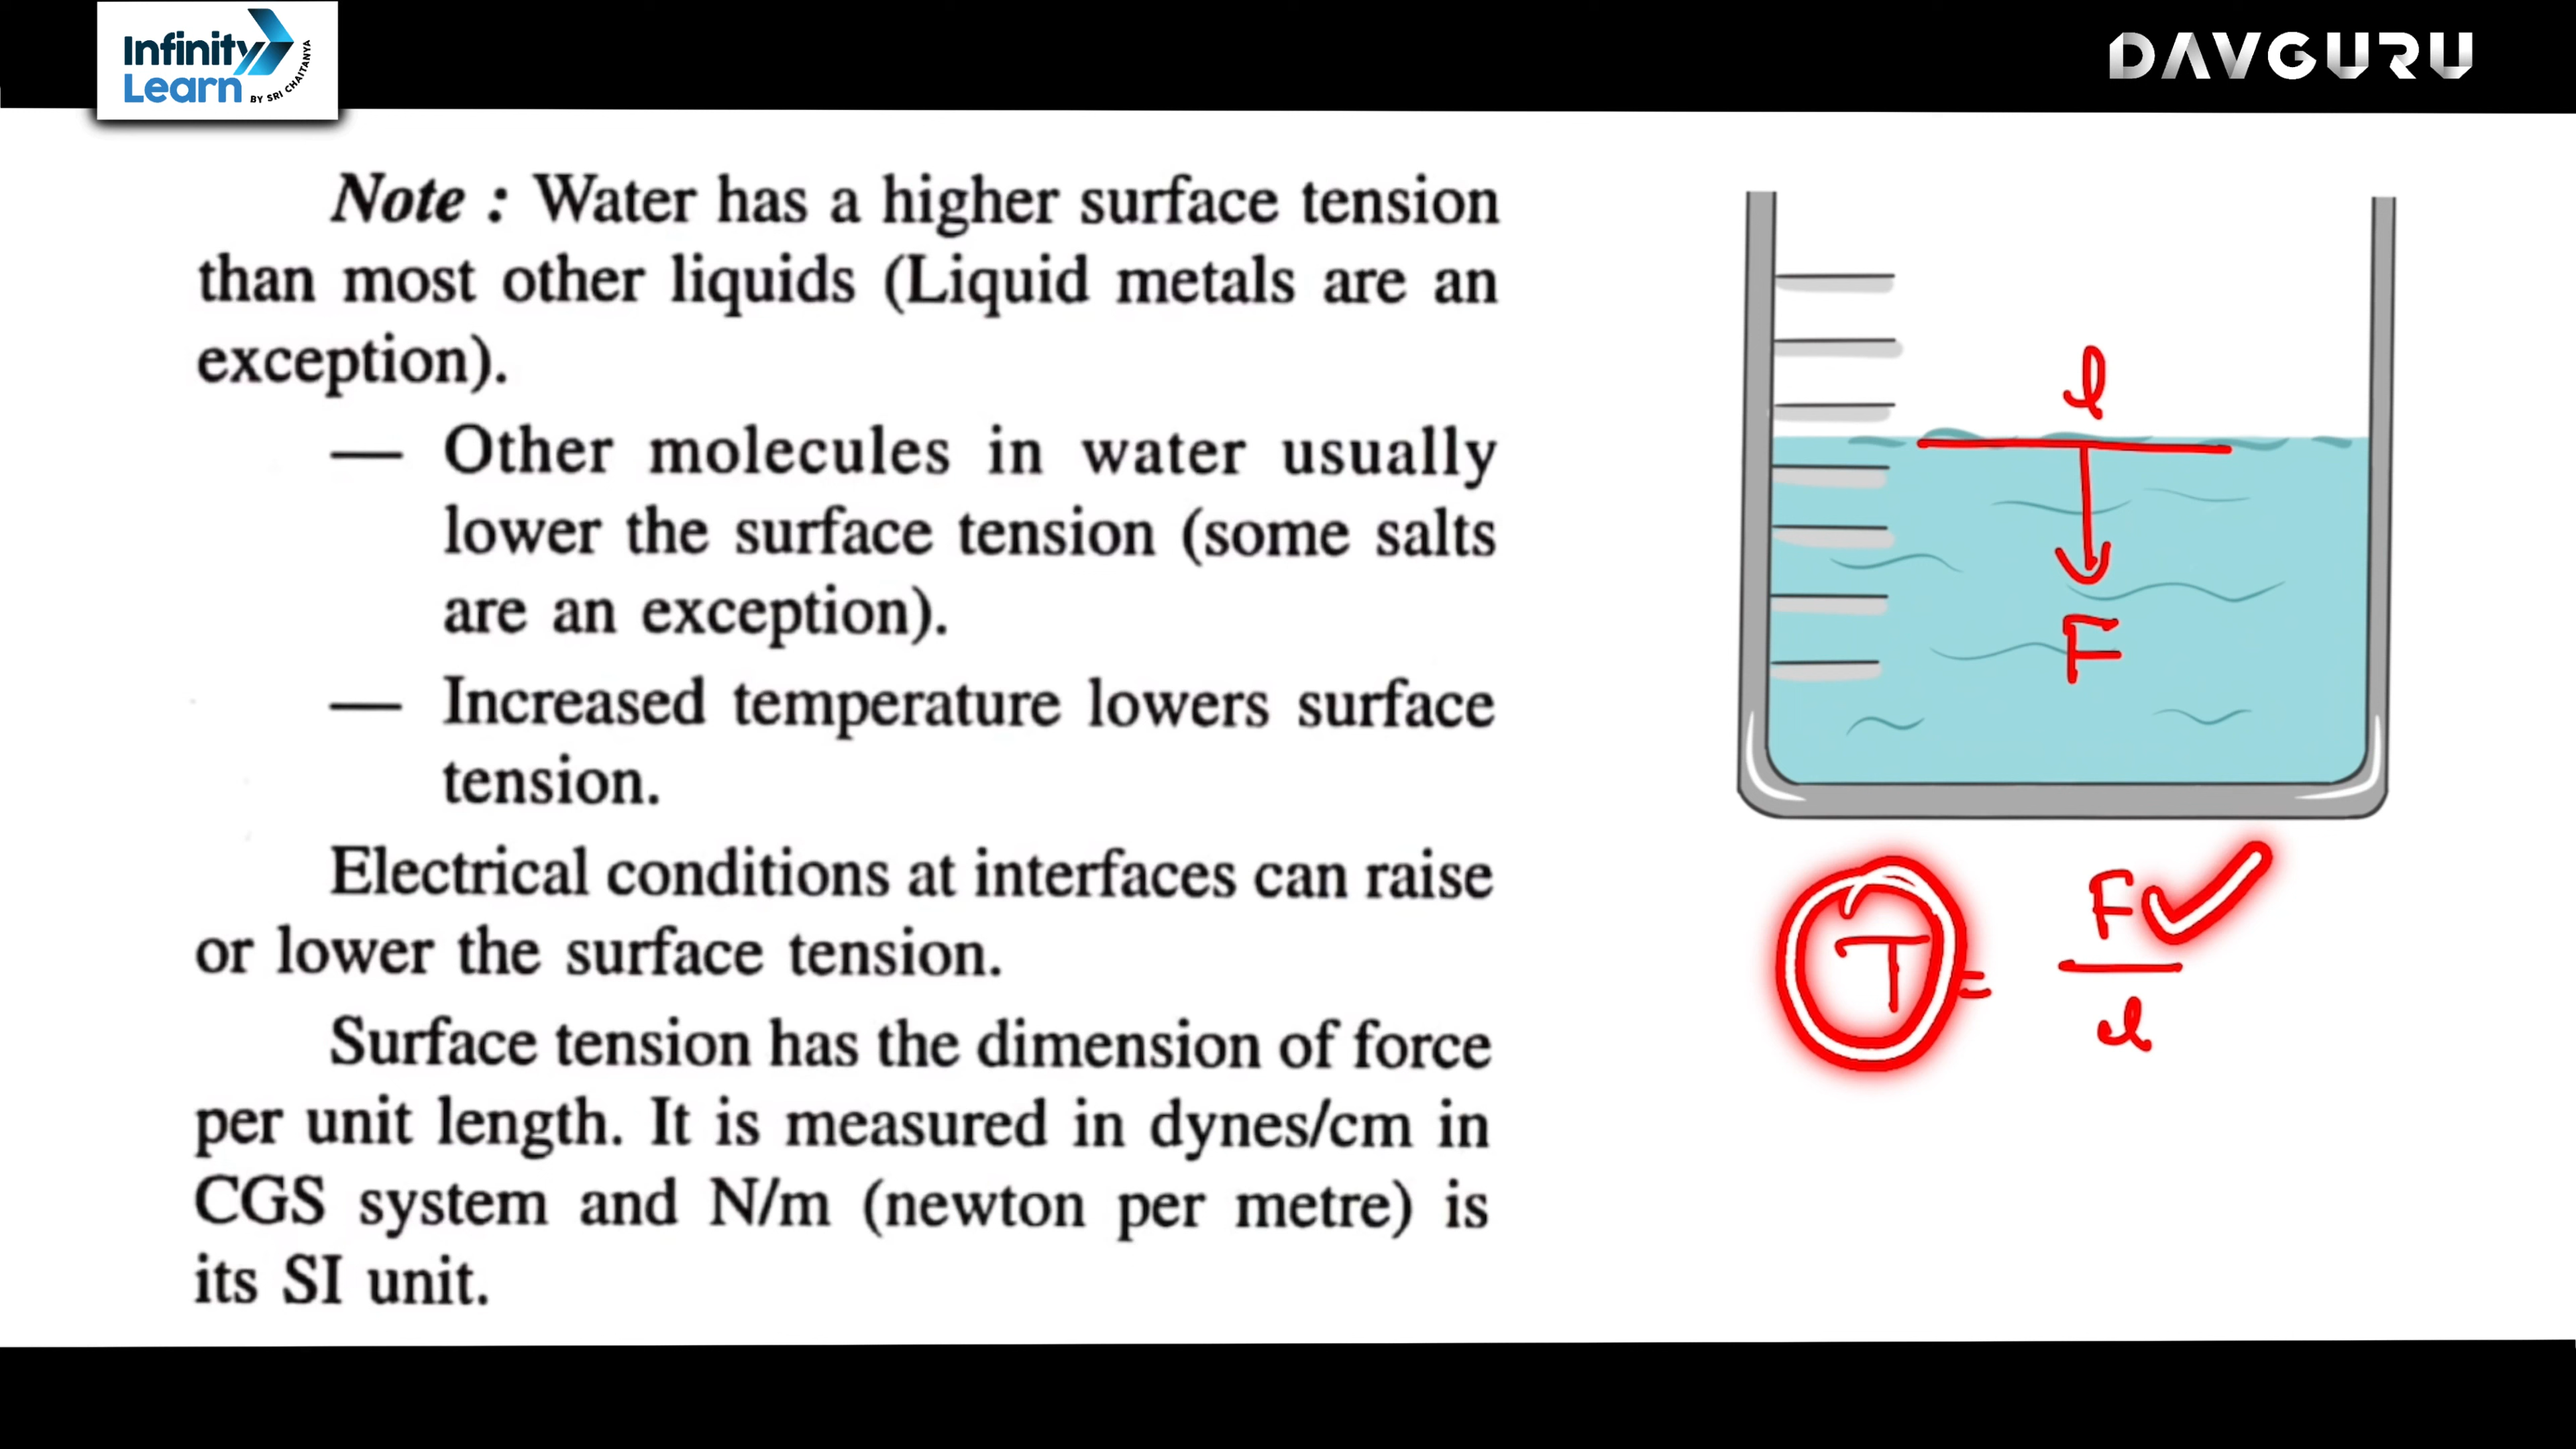 Infinity
Learn
BY SRI CHAITANYA
DAVGURU
Note : Water has a higher surface tension
than most other liquids (Liquid metals are an
exception).
— Other molecules in water usually
lower the surface tension (some salts
are an exception).
— Increased temperature lowers surface
tension.
Electrical conditions at interfaces can raise
or lower the surface tension.
Surface tension has the dimension of force
per unit length. It is measured in dynes/cm in
CGS system and N/m (newton per metre) is
its SI unit.
l
F
T = F
l